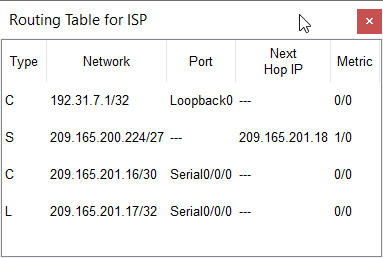 Routing Table for ISP
Type Network Port Next Hop IP Metric
C 192.31.7.1/32 Loopback0 --- 0/0
S 209.165.200.224/27 --- 209.165.201.18 1/0
C 209.165.201.16/30 Serial0/0/0 --- 0/0
L 209.165.201.17/32 Serial0/0/0 --- 0/0